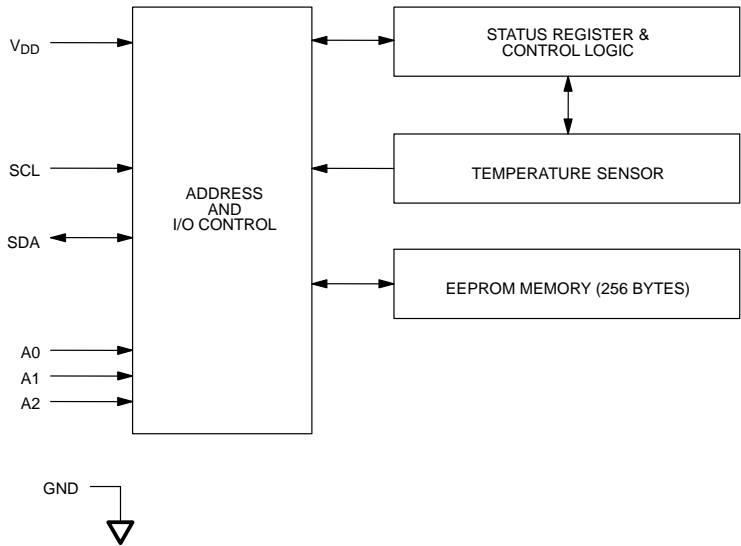 V_DD
SCL
SDA
A0
A1
A2
GND
ADDRESS
AND
I/O CONTROL
STATUS REGISTER &
CONTROL LOGIC
TEMPERATURE SENSOR
EEPROM MEMORY (256 BYTES)